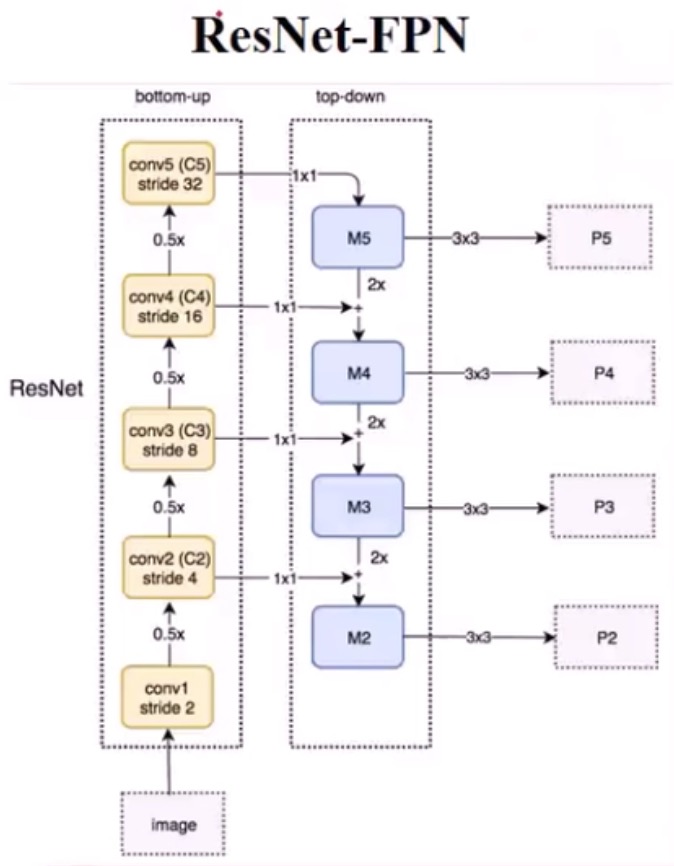 ResNet-FPN
bottom-up
top-down
conv5 (C5)
stride 32
1x1
M5
3x3
P5
0.5x
2x
conv4 (C4)
stride 16
1x1
+
M4
3x3
P4
0.5x
2x
ResNet
conv3 (C3)
stride 8
1x1
+
M3
3x3
P3
0.5x
2x
conv2 (C2)
stride 4
1x1
+
M2
3x3
P2
0.5x
conv1
stride 2
image